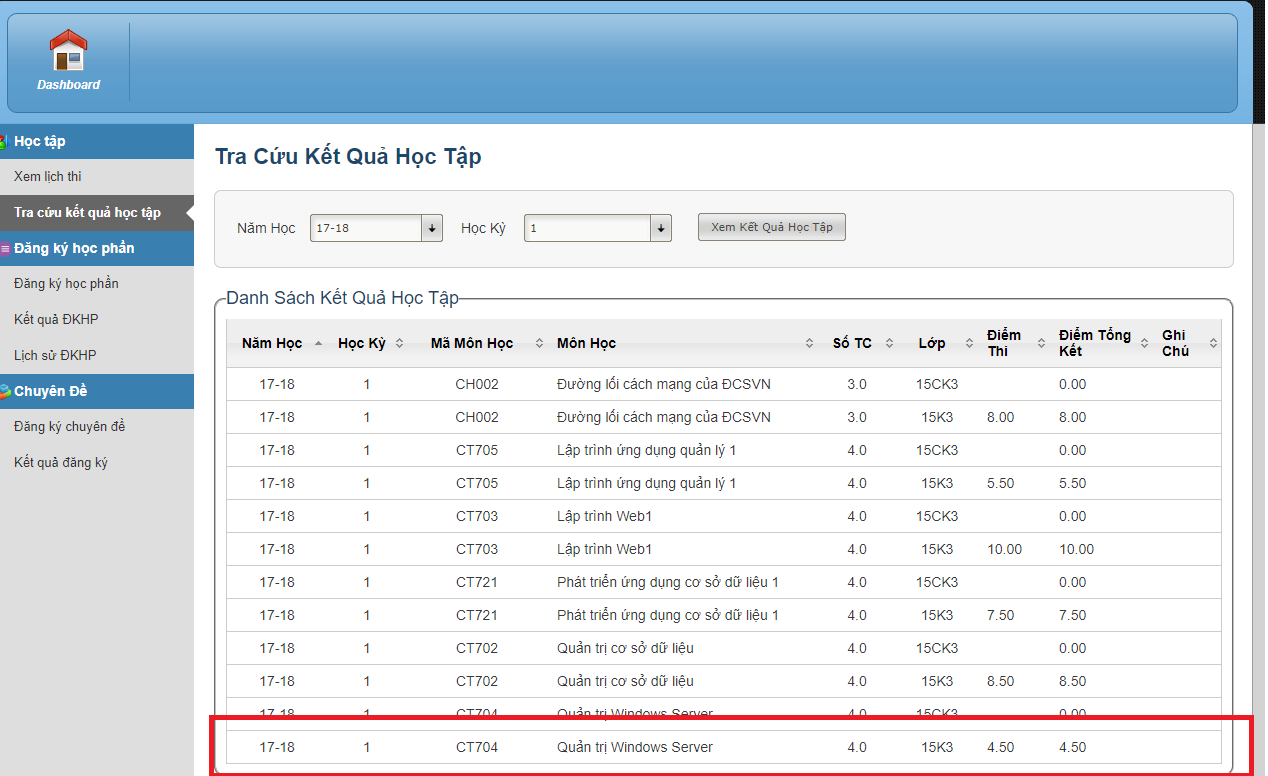 Dashboard
Học tập
Xem lịch thi
Tra cứu kết quả học tập
Đăng ký học phần
Đăng ký học phần
Kết quả ĐKHP
Lịch sử ĐKHP
Chuyên Đề
Đăng ký chuyên đề
Kết quả đăng ký
Tra Cứu Kết Quả Học Tập
Năm Học 17-18 Học Kỳ 1 Xem Kết Quả Học Tập
Danh Sách Kết Quả Học Tập
Năm Học Học Kỳ Mã Môn Học Môn Học Số TC Lớp Điểm Thi Điểm Tổng Kết Ghi Chú
17-18 1 CH002 Đường lối cách mạng của ĐCSVN 3.0 15CK3 0.00
17-18 1 CH002 Đường lối cách mạng của ĐCSVN 3.0 15K3 8.00 8.00
17-18 1 CT705 Lập trình ứng dụng quản lý 1 4.0 15CK3 0.00
17-18 1 CT705 Lập trình ứng dụng quản lý 1 4.0 15K3 5.50 5.50
17-18 1 CT703 Lập trình Web1 4.0 15CK3 0.00
17-18 1 CT703 Lập trình Web1 4.0 15K3 10.00 10.00
17-18 1 CT721 Phát triển ứng dụng cơ sở dữ liệu 1 4.0 15CK3 0.00
17-18 1 CT721 Phát triển ứng dụng cơ sở dữ liệu 1 4.0 15K3 7.50 7.50
17-18 1 CT702 Quản trị cơ sở dữ liệu 4.0 15CK3 0.00
17-18 1 CT702 Quản trị cơ sở dữ liệu 4.0 15K3 8.50 8.50
17-18 1 CT704 Quản trị Windows Server 4.0 15CK3 0.00
17-18 1 CT704 Quản trị Windows Server 4.0 15K3 4.50 4.50